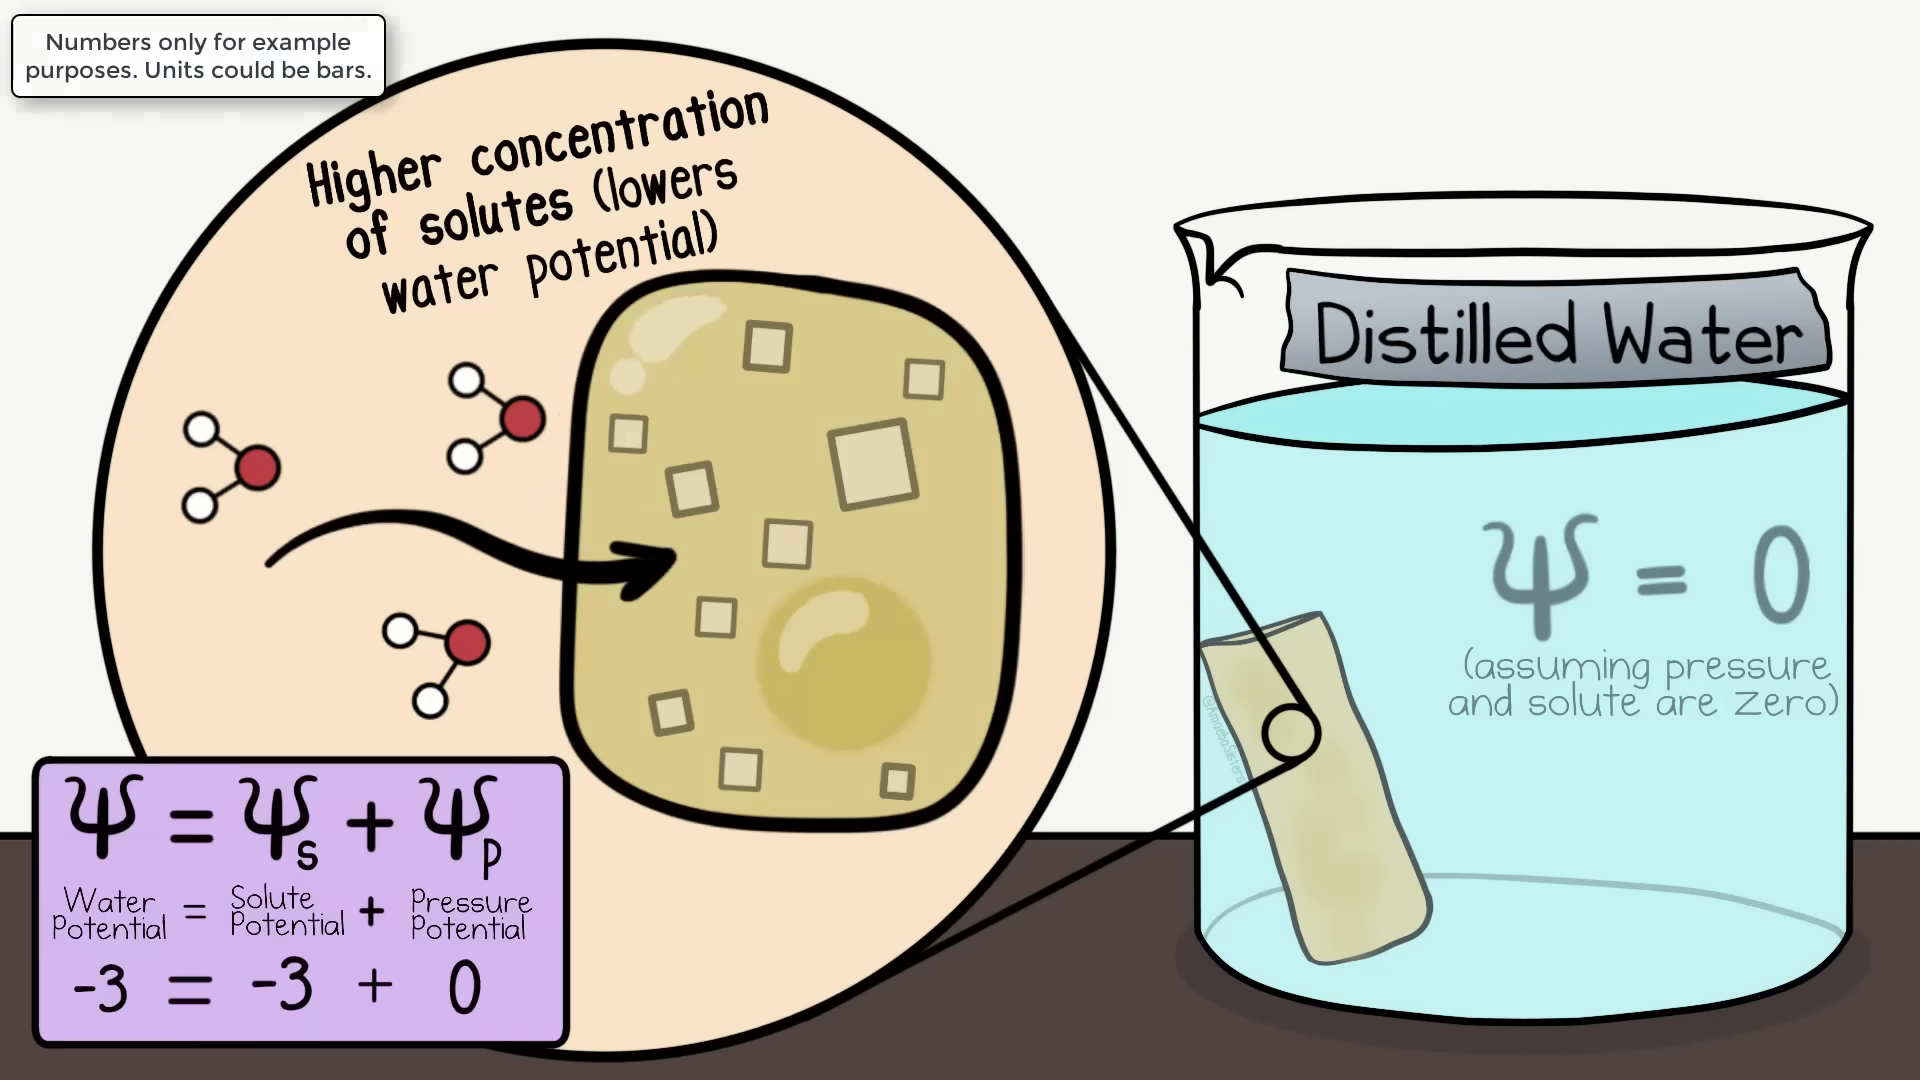 Numbers only for example
purposes. Units could be bars.
Higher concentration
of solutes (lowers
water potential)
Distilled Water
Ψ = 0
(assuming pressure
and solute are zero)
@AmoebaSisters
Ψ = Ψs + Ψp
Water Potential = Solute Potential + Pressure Potential
-3 = -3 + 0